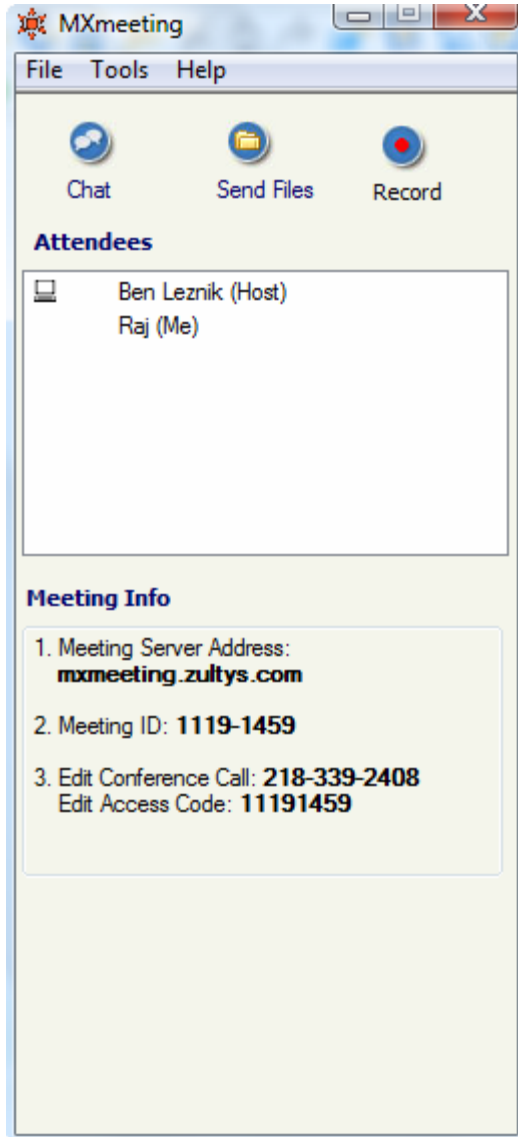 MXmeeting
File Tools Help
Chat Send Files Record
Attendees
Ben Leznik (Host)
Raj (Me)
Meeting Info
1. Meeting Server Address:
mxmeeting.zultys.com
2. Meeting ID: 1119-1459
3. Edit Conference Call: 218-339-2408
Edit Access Code: 11191459